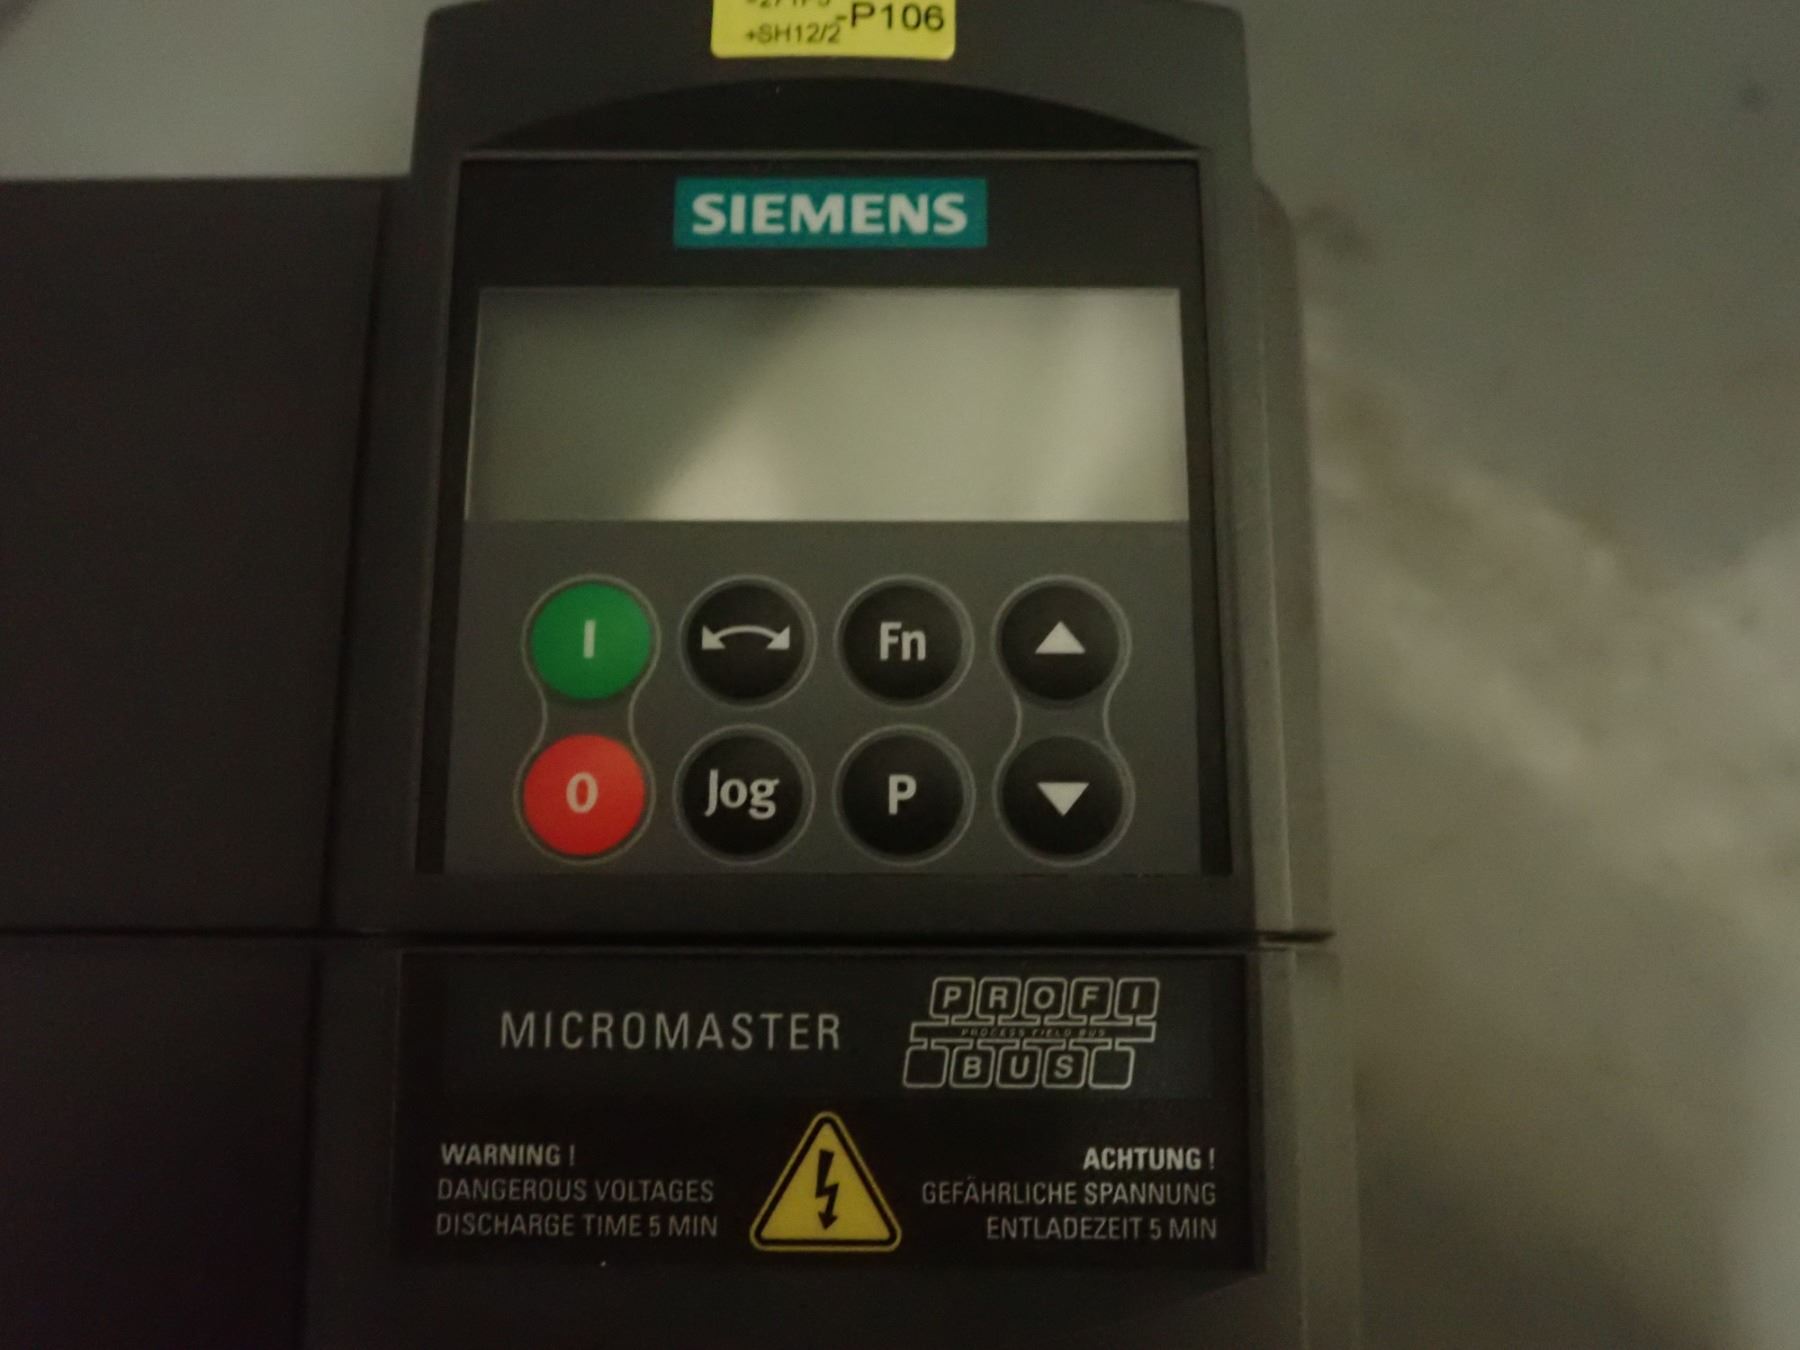 -P106
+SH12/2
SIEMENS
I
Fn
0
Jog
P
MICROMASTER
PROFI
PROCESS FIELD BUS
BUS
WARNING !
DANGEROUS VOLTAGES
DISCHARGE TIME 5 MIN
ACHTUNG !
GEFÄHRLICHE SPANNUNG
ENTLADEZEIT 5 MIN